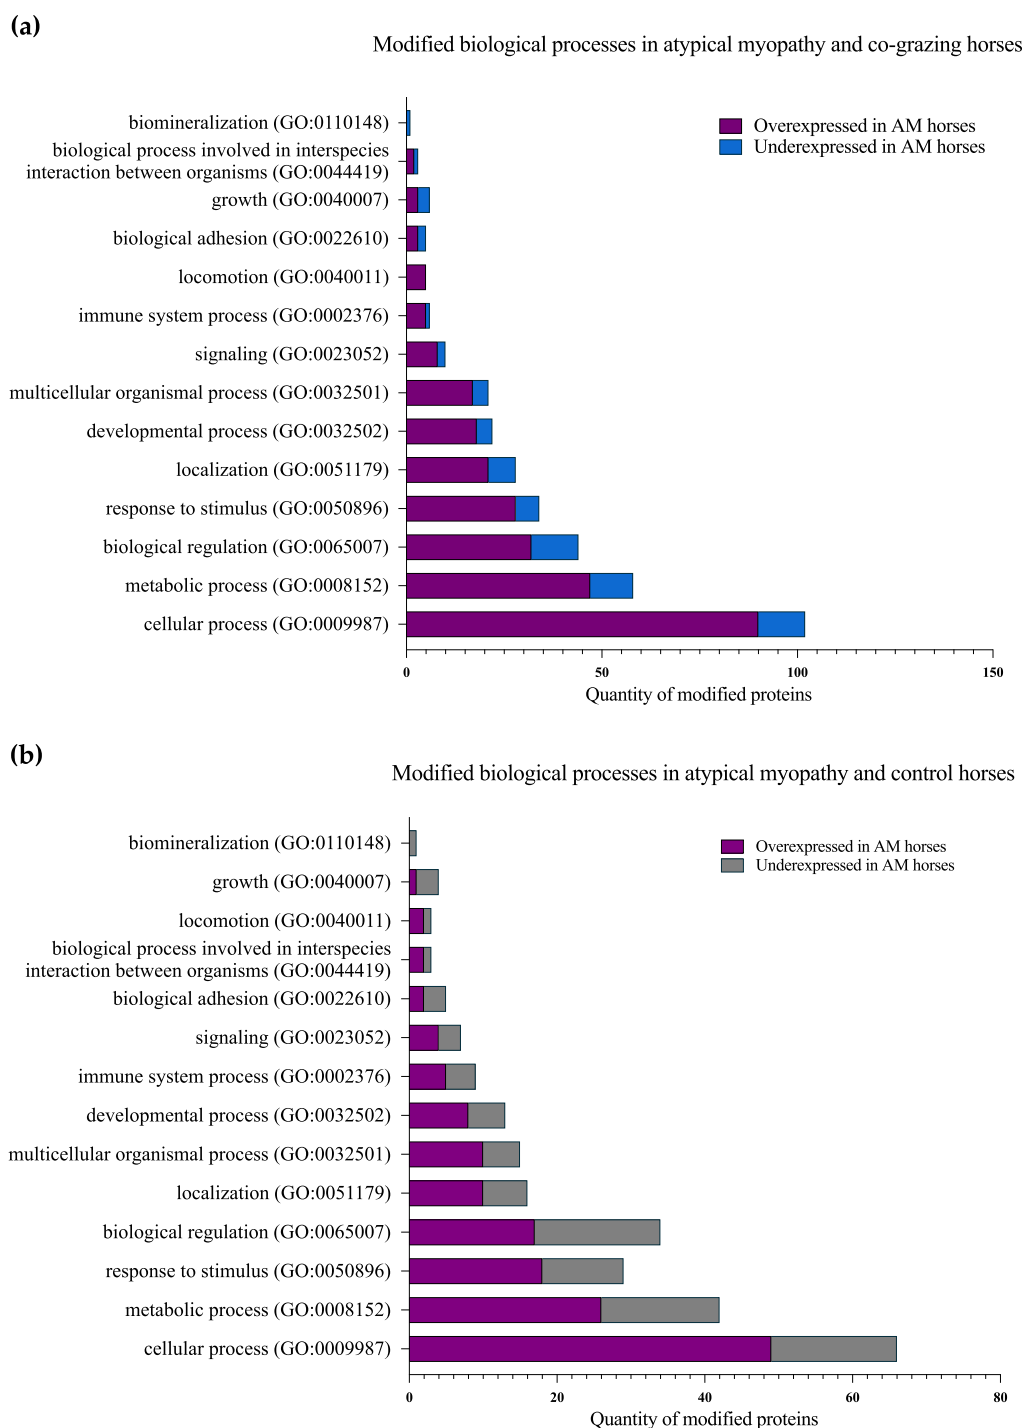 (a)
Modified biological processes in atypical myopathy and co-grazing horses
Overexpressed in AM horses
Underexpressed in AM horses
biomineralization (GO:0110148)
biological process involved in interspecies
interaction between organisms (GO:0044419)
growth (GO:0040007)
biological adhesion (GO:0022610)
locomotion (GO:0040011)
immune system process (GO:0002376)
signaling (GO:0023052)
multicellular organismal process (GO:0032501)
developmental process (GO:0032502)
localization (GO:0051179)
response to stimulus (GO:0050896)
biological regulation (GO:0065007)
metabolic process (GO:0008152)
cellular process (GO:0009987)
0 50 100 150
Quantity of modified proteins
(b)
Modified biological processes in atypical myopathy and control horses
Overexpressed in AM horses
Underexpressed in AM horses
biomineralization (GO:0110148)
growth (GO:0040007)
locomotion (GO:0040011)
biological process involved in interspecies
interaction between organisms (GO:0044419)
biological adhesion (GO:0022610)
signaling (GO:0023052)
immune system process (GO:0002376)
developmental process (GO:0032502)
multicellular organismal process (GO:0032501)
localization (GO:0051179)
biological regulation (GO:0065007)
response to stimulus (GO:0050896)
metabolic process (GO:0008152)
cellular process (GO:0009987)
0 20 40 60 80
Quantity of modified proteins